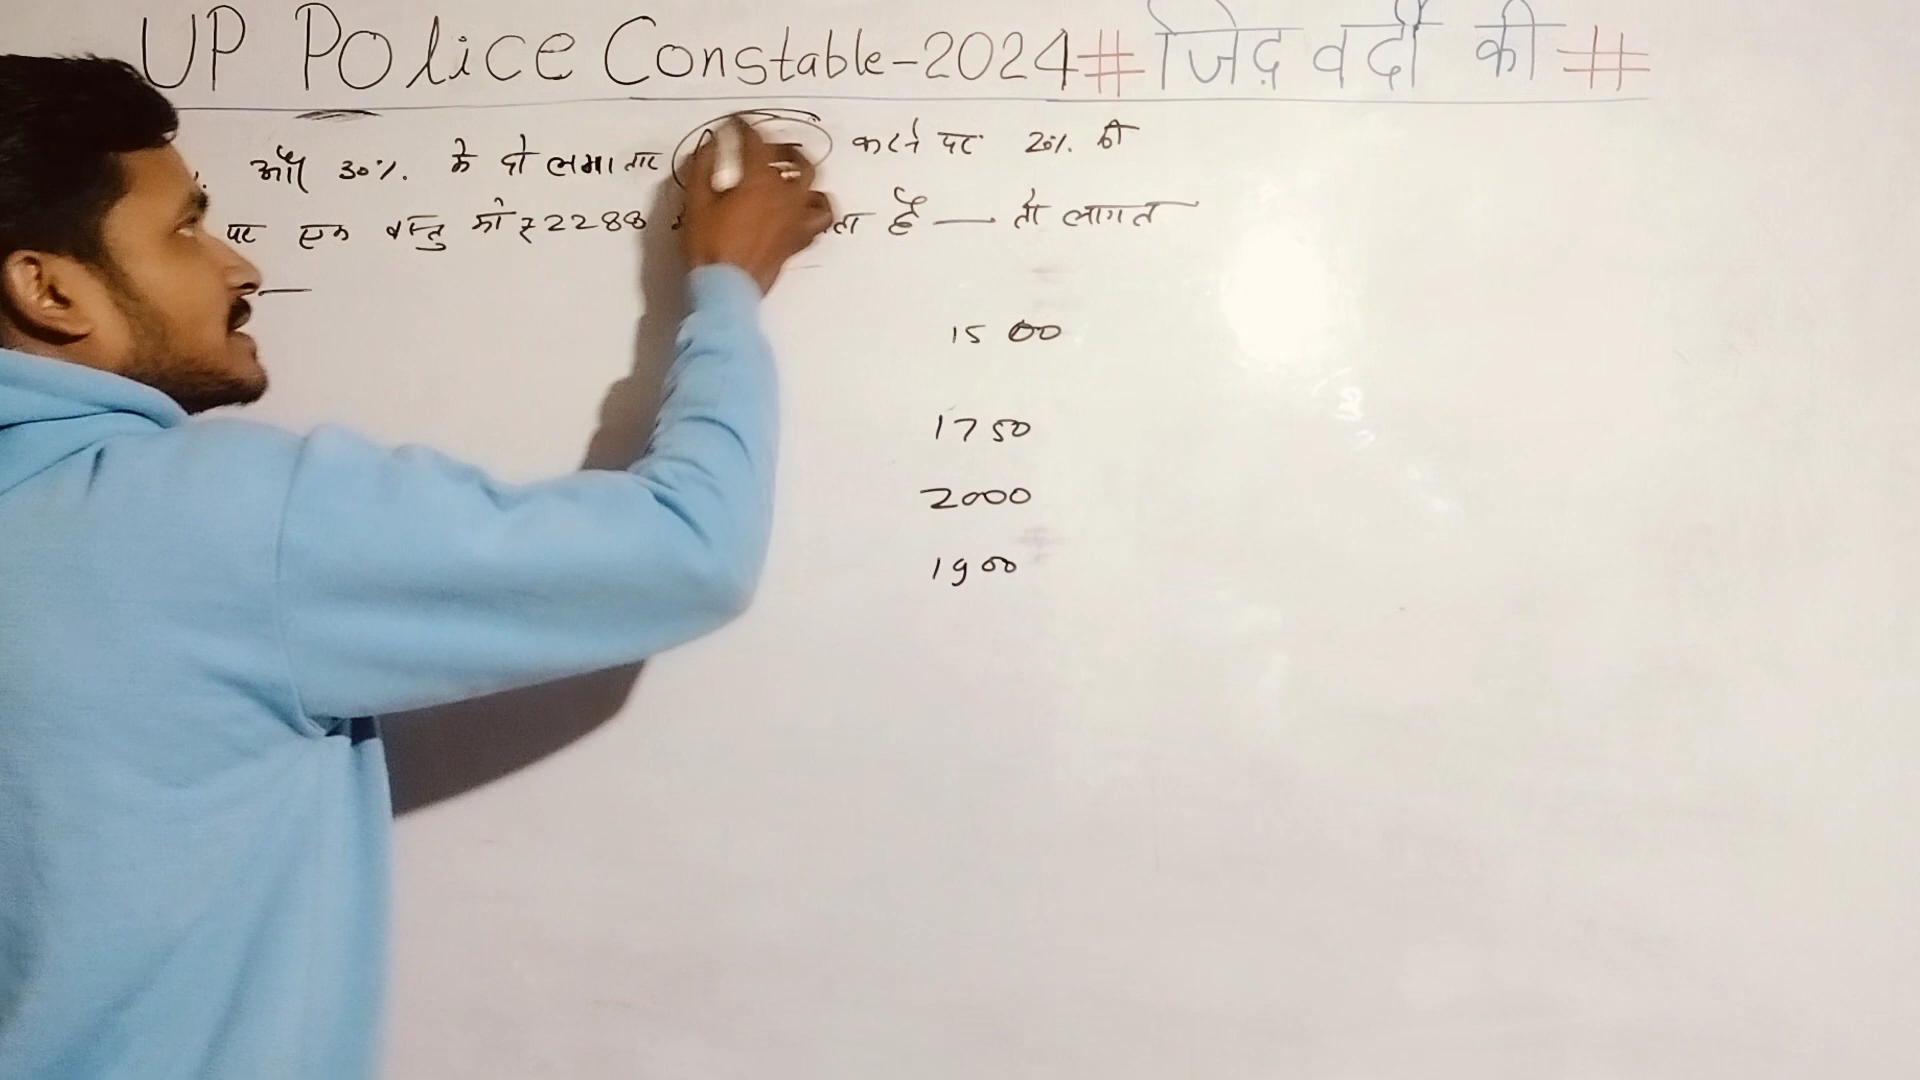 UP Police Constable-2024 # जिद वर्दी की #
और 30%. के दो लगातार करने पर 20%. की
पर एक वस्तु को ₹2288 ता है — तो लागत
—
1500
1750
2000
1900